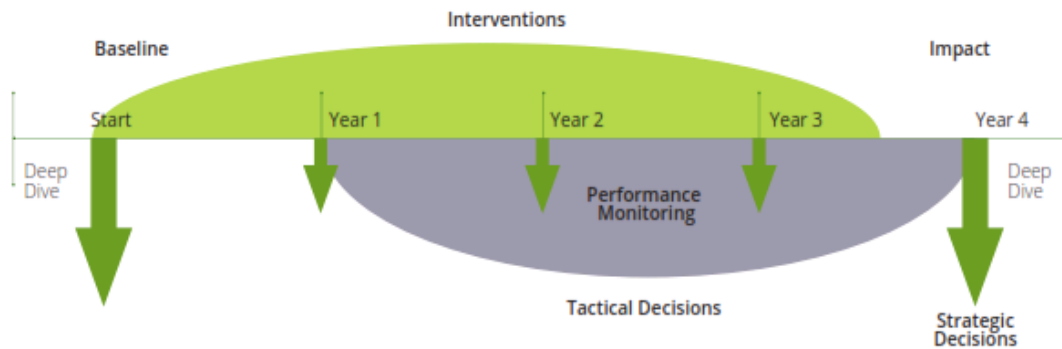 Interventions
Baseline
Impact
Start
Year 1
Year 2
Year 3
Year 4
Deep
Dive
Performance
Monitoring
Deep
Dive
Tactical Decisions
Strategic
Decisions